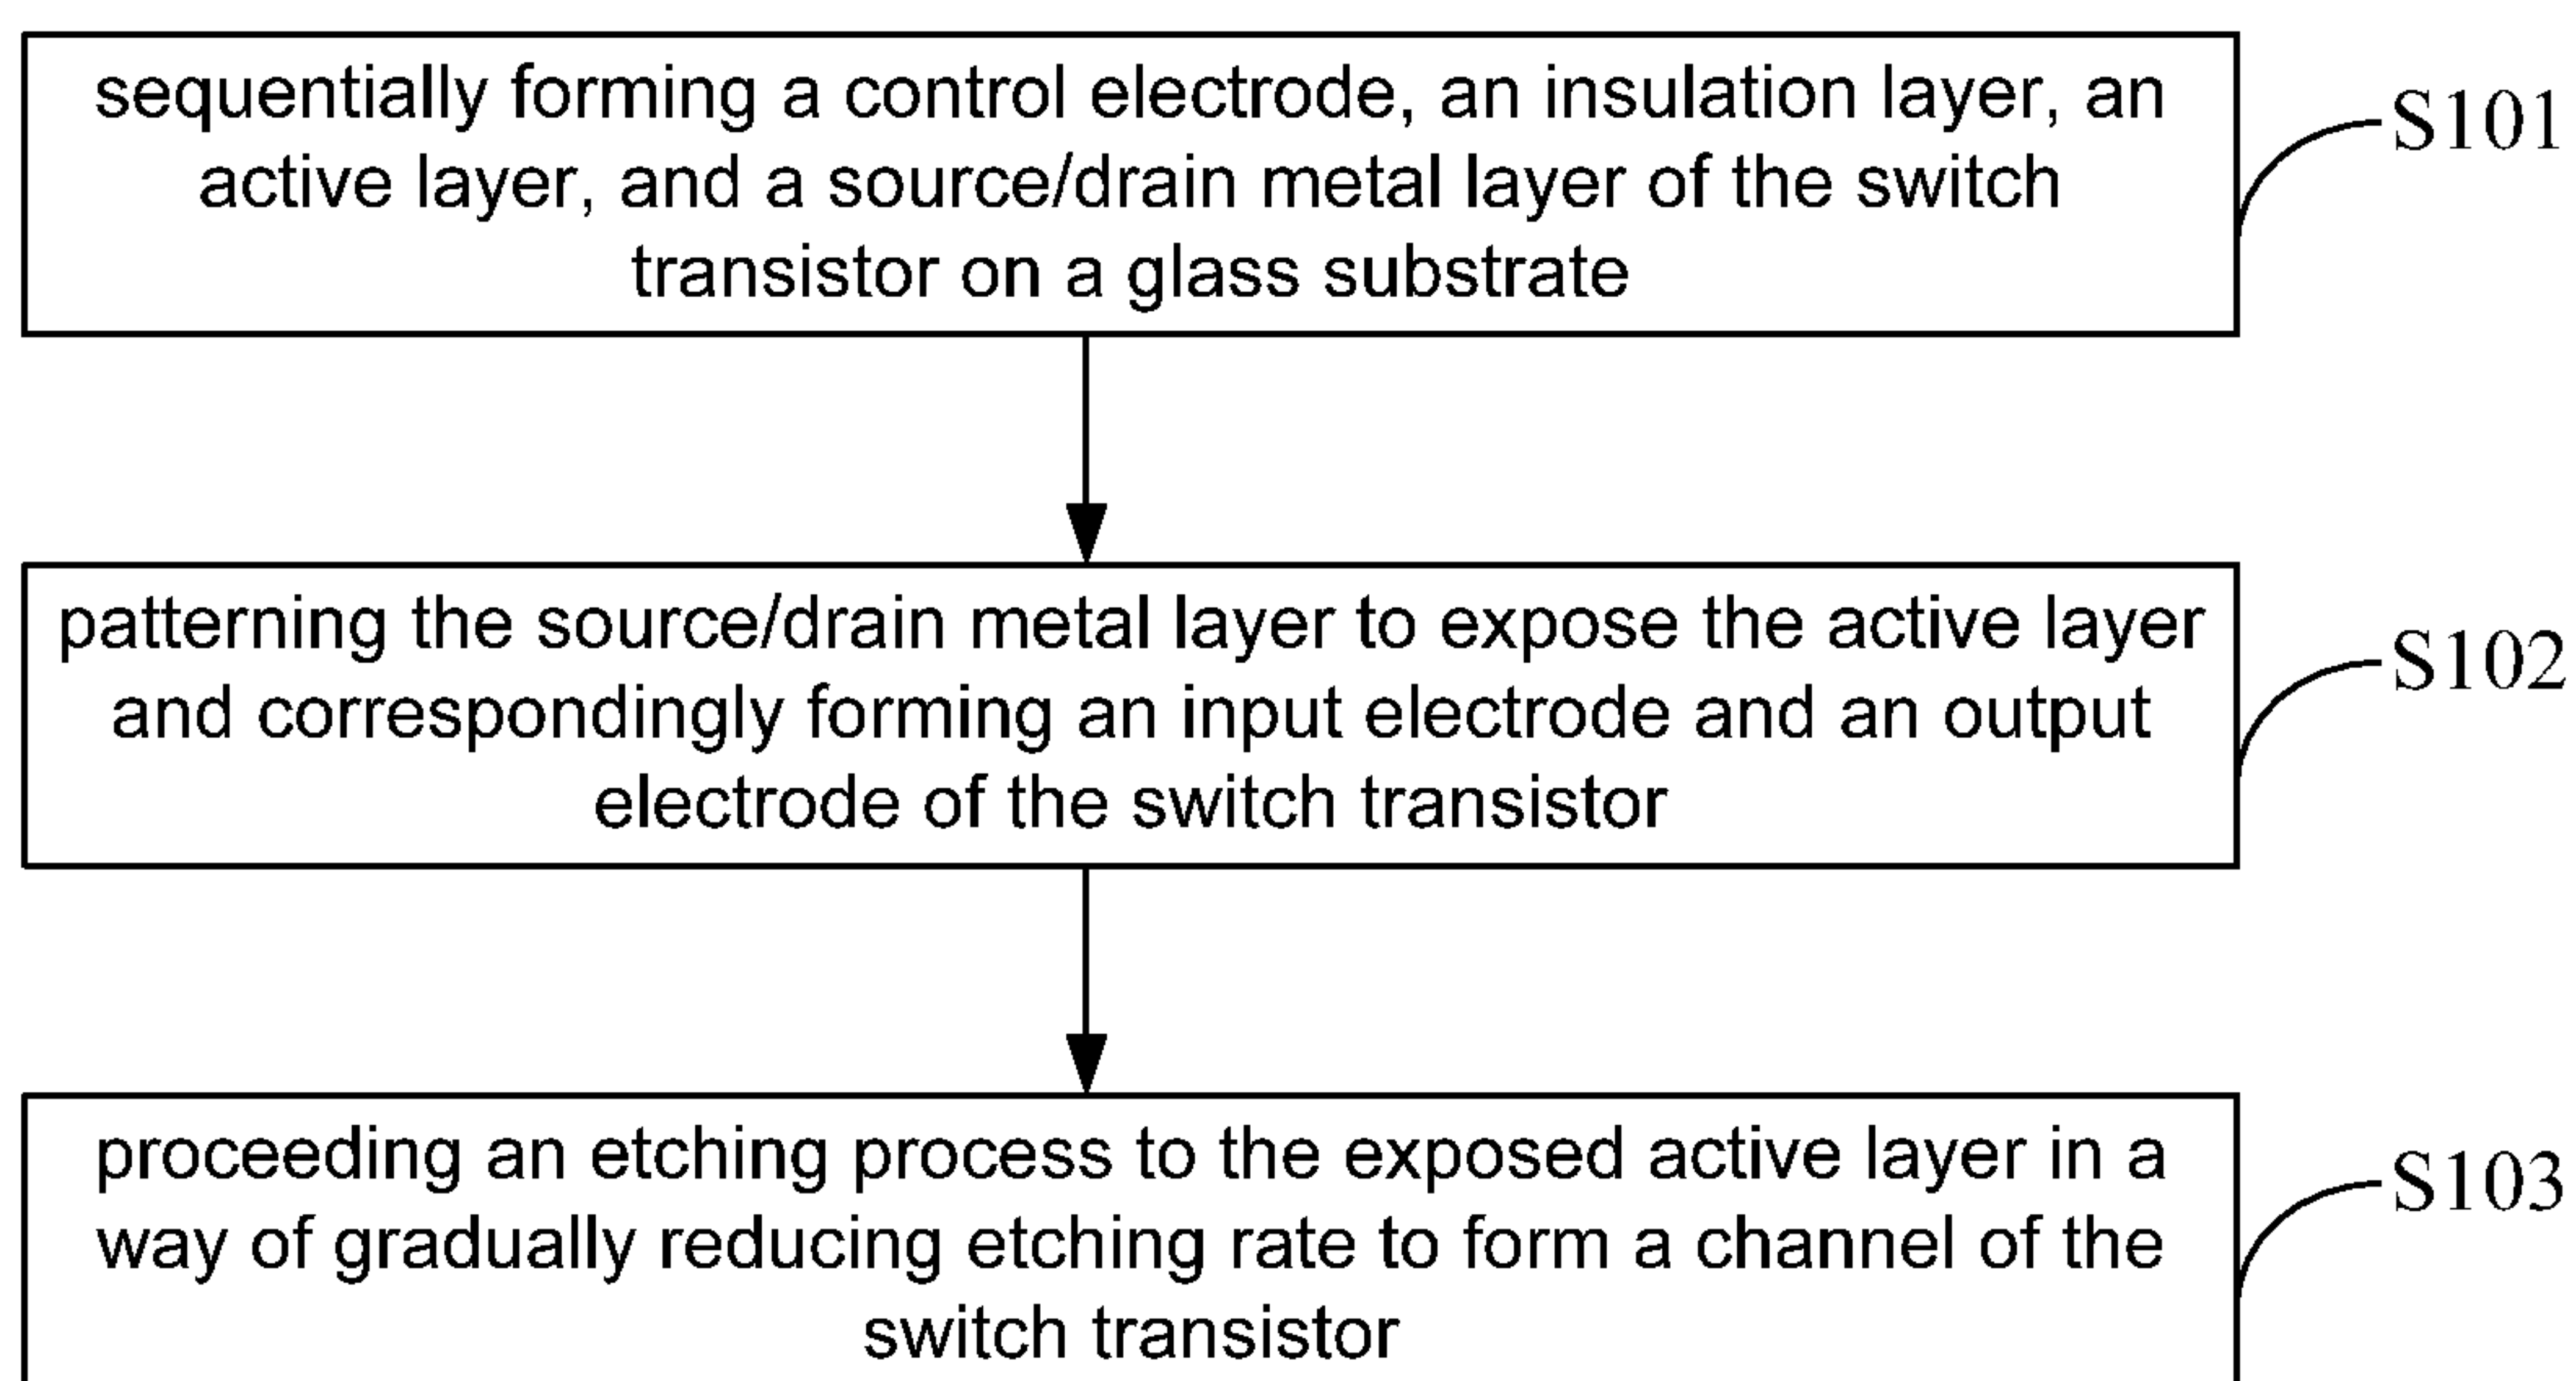 sequentially forming a control electrode, an insulation layer, an
active layer, and a source/drain metal layer of the switch
transistor on a glass substrate
S101
patterning the source/drain metal layer to expose the active layer
and correspondingly forming an input electrode and an output
electrode of the switch transistor
S102
proceeding an etching process to the exposed active layer in a
way of gradually reducing etching rate to form a channel of the
switch transistor
S103